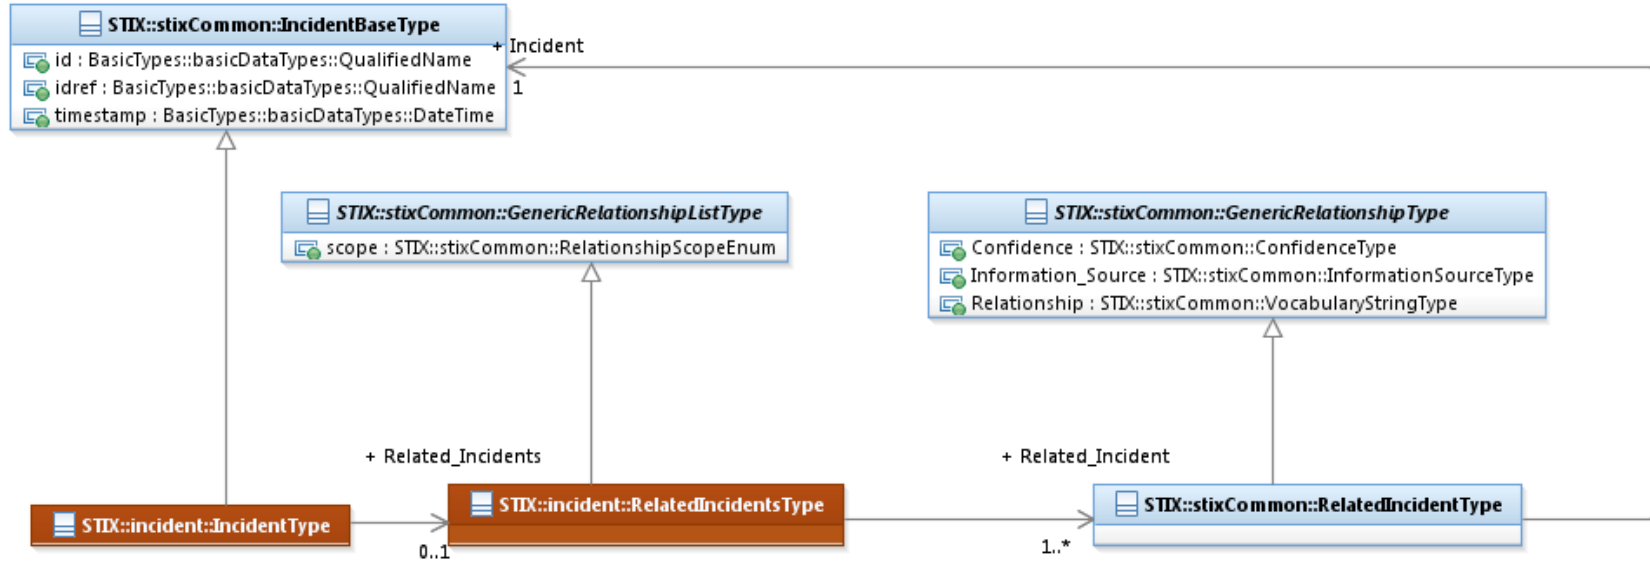 STIX::stixCommon::IncidentBaseType
id : BasicTypes::basicDataTypes::QualifiedName
idref : BasicTypes::basicDataTypes::QualifiedName
timestamp : BasicTypes::basicDataTypes::DateTime
+ Incident
1
STIX::stixCommon::GenericRelationshipListType
scope : STIX::stixCommon::RelationshipScopeEnum
STIX::stixCommon::GenericRelationshipType
Confidence : STIX::stixCommon::ConfidenceType
Information_Source : STIX::stixCommon::InformationSourceType
Relationship : STIX::stixCommon::VocabularyStringType
+ Related_Incidents
+ Related_Incident
STIX::incident::IncidentType
0..1
STIX::incident::RelatedIncidentsType
1..*
STIX::stixCommon::RelatedIncidentType